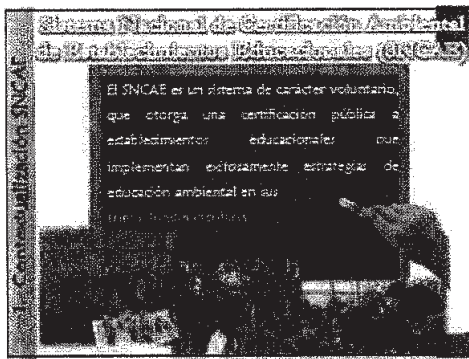 Sistema Nacional de Certificación Ambiental
de Establecimientos Educacionales (SNCAE)
1. Contextualización SNCAE
El SNCAE es un sistema de carácter voluntario,
que otorga una certificación pública a
establecimientos educacionales que
implementan exitosamente estrategias de
educación ambiental en sus